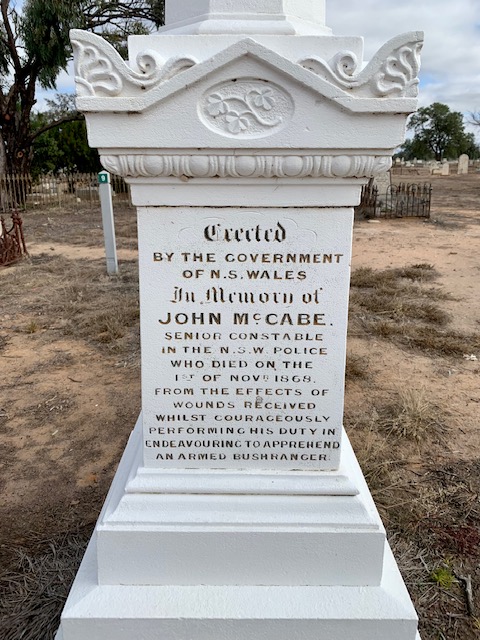 Erected
BY THE GOVERNMENT
OF N.S.WALES
In Memory of
JOHN McCABE.
SENIOR CONSTABLE
IN THE N.S.W. POLICE
WHO DIED ON THE
1ST OF NOVR 1868.
FROM THE EFFECTS OF
WOUNDS RECEIVED
WHILST COURAGEOUSLY
PERFORMING HIS DUTY IN
ENDEAVOURING TO APPREHEND
AN ARMED BUSHRANGER.